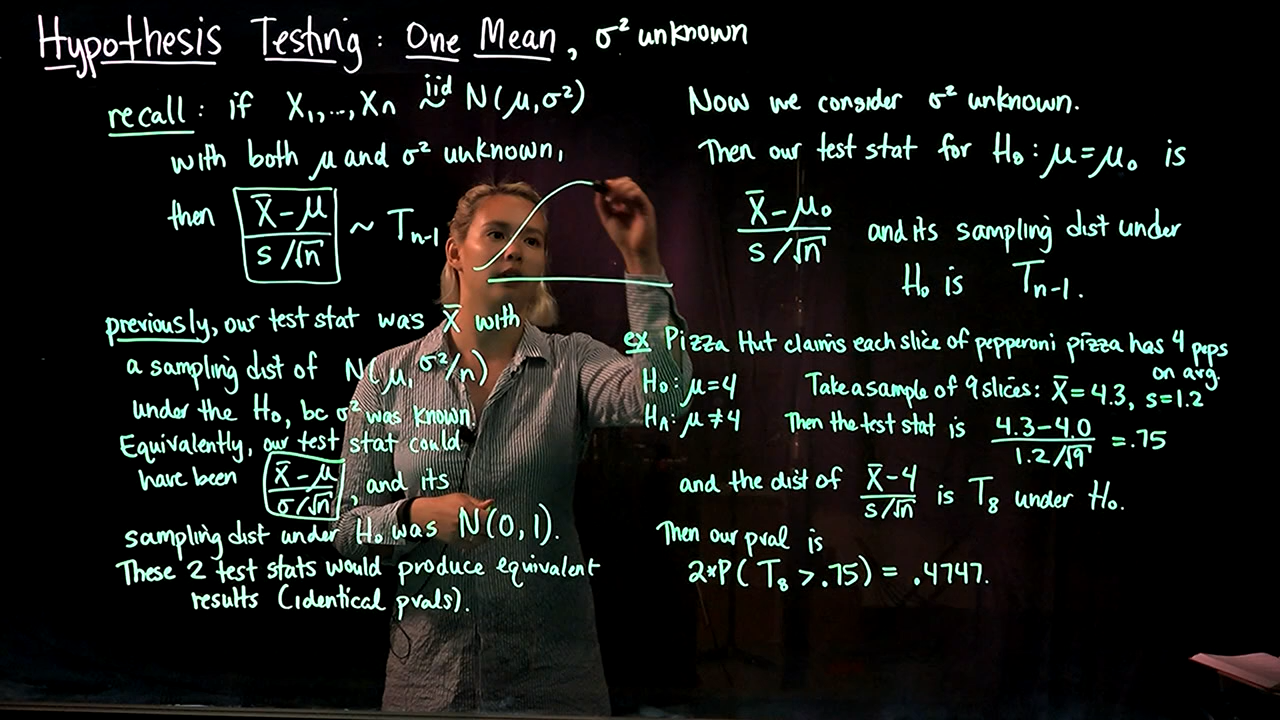 Hypothesis Testing: One Mean, σ² unknown
recall: if X₁,...,Xn iid ~ N(μ,σ²)
with both μ and σ² unknown,
then X̄-μ / s/√n ~ Tn-1
previously, our test stat was X̄ with
a sampling dist of N(μ, σ²/n)
under the H₀, bc σ² was known.
Equivalently, our test stat could
have been X̄-μ / σ/√n, and its
sampling dist under H₀ was N(0,1).
These 2 test stats would produce equivalent
results (identical pvals).
Now we consider σ² unknown.
Then our test stat for H₀: μ=μ₀ is
X̄-μ₀ / s/√n and its sampling dist under
H₀ is Tn-1.
ex Pizza Hut claims each slice of pepperoni pizza has 4 peps
on avg.
H₀: μ=4 Take a sample of 9 slices: X̄=4.3, s=1.2
HA: μ≠4 Then the test stat is 4.3-4.0 / 1.2/√9 = .75
and the dist of X̄-4 / s/√n is T₈ under H₀.
Then our pval is
2*P(T₈ > .75) = .4747.